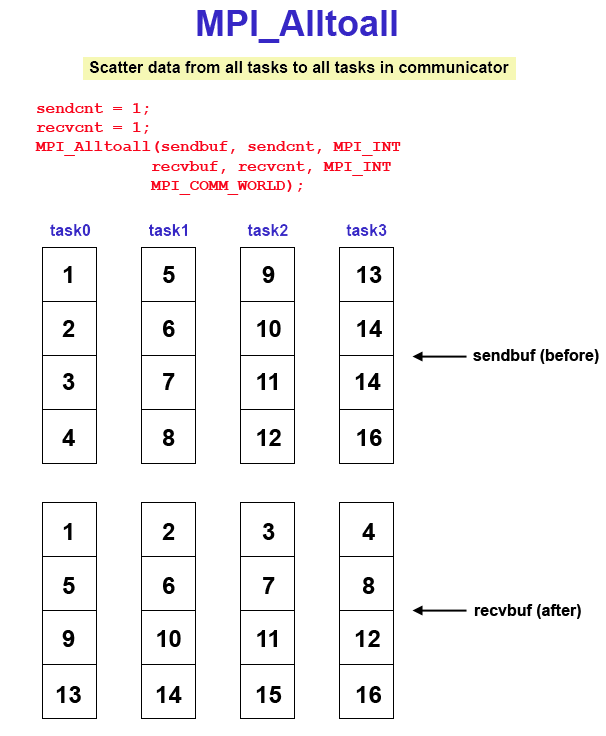 MPI_Alltoall
Scatter data from all tasks to all tasks in communicator
sendcnt = 1;
recvcnt = 1;
MPI_Alltoall(sendbuf, sendcnt, MPI_INT
recvbuf, recvcnt, MPI_INT
MPI_COMM_WORLD);
task0 task1 task2 task3
1 5 9 13
2 6 10 14
sendbuf (before)
3 7 11 14
4 8 12 16
1 2 3 4
5 6 7 8
recvbuf (after)
9 10 11 12
13 14 15 16